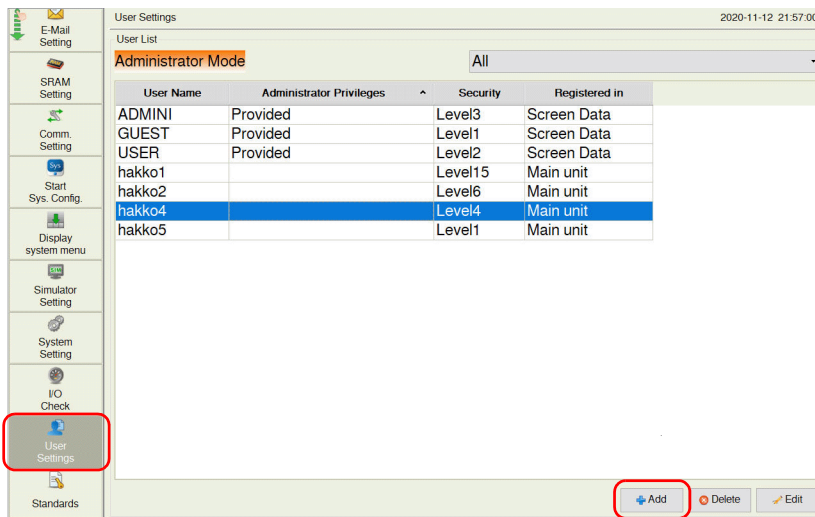 E-Mail
Setting
SRAM
Setting
Comm.
Setting
Sys
Start
Sys. Config.
Display
system menu
SIM
Simulator
Setting
System
Setting
I/O
Check
User
Settings
Standards
User Settings 2020-11-12 21:57:00
User List
Administrator Mode All
User Name Administrator Privileges Security Registered in
ADMINI Provided Level3 Screen Data
GUEST Provided Level1 Screen Data
USER Provided Level2 Screen Data
hakko1 Level15 Main unit
hakko2 Level6 Main unit
hakko4 Level4 Main unit
hakko5 Level1 Main unit
Add Delete Edit